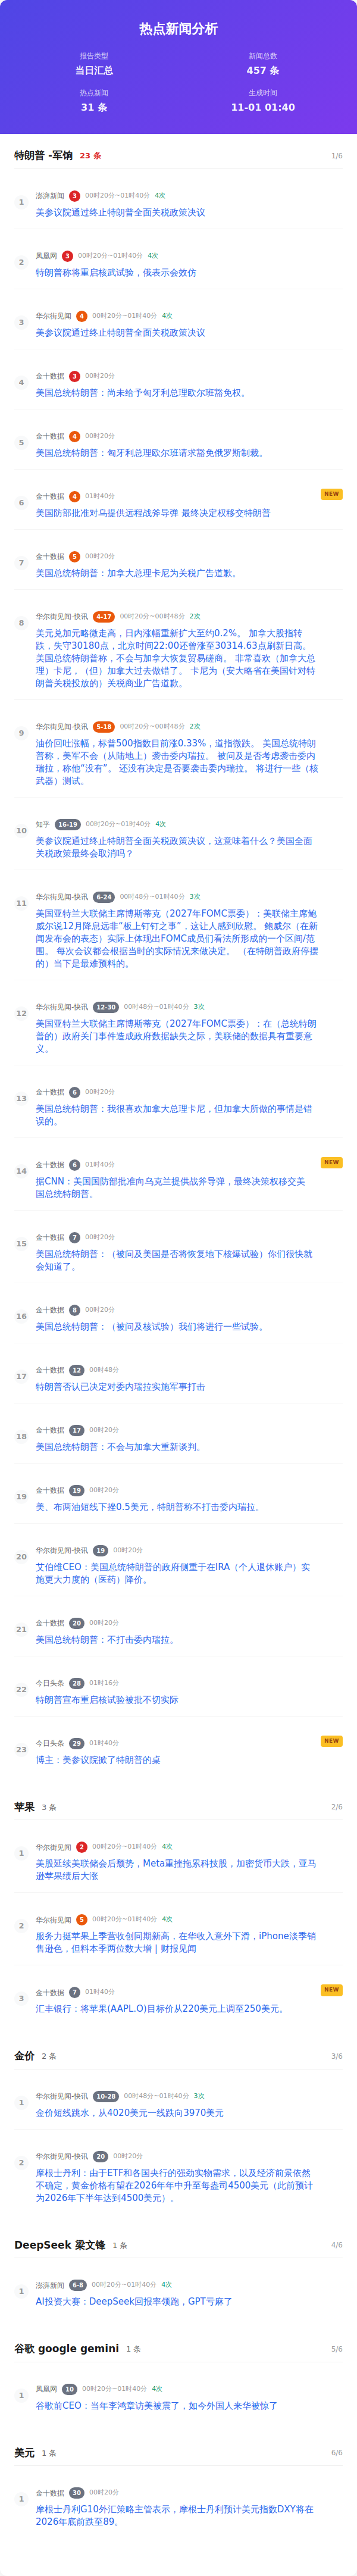 热点新闻分析
报告类型
新闻总数
当日汇总
457 条
热点新闻
生成时间
31 条
11-01 01:40
特朗普 -军饷 23 条 1/6
1
澎湃新闻 3 00时20分~01时40分 4次
美参议院通过终止特朗普全面关税政策决议
2
凤凰网 3 00时20分~01时40分 4次
特朗普称将重启核武试验，俄表示会效仿
3
华尔街见闻 4 00时20分~01时40分 4次
美参议院通过终止特朗普全面关税政策决议
4
金十数据 3 00时20分
美国总统特朗普：尚未给予匈牙利总理欧尔班豁免权。
5
金十数据 4 00时20分
美国总统特朗普：匈牙利总理欧尔班请求豁免俄罗斯制裁。
6
金十数据 4 01时40分 NEW
美国防部批准对乌提供远程战斧导弹 最终决定权移交特朗普
7
金十数据 5 00时20分
美国总统特朗普：加拿大总理卡尼为关税广告道歉。
8
华尔街见闻-快讯 4-17 00时20分~00时48分 2次
美元兑加元略微走高，日内涨幅重新扩大至约0.2%。 加拿大股指转
跌，失守30180点，北京时间22:00还曾涨至30314.63点刷新日高。
美国总统特朗普称，不会与加拿大恢复贸易磋商。 非常喜欢（加拿大总
理）卡尼，（但）加拿大过去做错了。 卡尼为（安大略省在美国针对特
朗普关税投放的）关税商业广告道歉。
9
华尔街见闻-快讯 5-18 00时20分~00时48分 2次
油价回吐涨幅，标普500指数目前涨0.33%，道指微跌。 美国总统特朗
普称，美军不会（从陆地上）袭击委内瑞拉。 被问及是否考虑袭击委内
瑞拉，称他"没有"。 还没有决定是否要袭击委内瑞拉。 将进行一些（核
武器）测试。
10
知乎 16-19 00时20分~01时40分 4次
美参议院通过终止特朗普全面关税政策决议，这意味着什么？美国全面
关税政策最终会取消吗？
11
华尔街见闻-快讯 6-24 00时48分~01时40分 3次
美国亚特兰大联储主席博斯蒂克（2027年FOMC票委）：美联储主席鲍
威尔说12月降息远非"板上钉钉之事"，这让人感到欣慰。 鲍威尔（在新
闻发布会的表态）实际上体现出FOMC成员们看法所形成的一个区间/范
围。 每次会议都会根据当时的实际情况来做决定。 （在特朗普政府停摆
的）当下是最难预料的。
12
华尔街见闻-快讯 12-30 00时48分~01时40分 3次
美国亚特兰大联储主席博斯蒂克（2027年FOMC票委）：在（总统特朗
普的）政府关门事件造成政府数据缺失之际，美联储的数据具有重要意
义。
13
金十数据 6 00时20分
美国总统特朗普：我很喜欢加拿大总理卡尼，但加拿大所做的事情是错
误的。
14
金十数据 6 01时40分 NEW
据CNN：美国国防部批准向乌克兰提供战斧导弹，最终决策权移交美
国总统特朗普。
15
金十数据 7 00时20分
美国总统特朗普：（被问及美国是否将恢复地下核爆试验）你们很快就
会知道了。
16
金十数据 8 00时20分
美国总统特朗普：（被问及核试验）我们将进行一些试验。
17
金十数据 12 00时48分
特朗普否认已决定对委内瑞拉实施军事打击
18
金十数据 17 00时20分
美国总统特朗普：不会与加拿大重新谈判。
19
金十数据 19 00时20分
美、布两油短线下挫0.5美元，特朗普称不打击委内瑞拉。
20
华尔街见闻-快讯 19 00时20分
艾伯维CEO：美国总统特朗普的政府侧重于在IRA（个人退休账户）实
施更大力度的（医药）降价。
21
金十数据 20 00时20分
美国总统特朗普：不打击委内瑞拉。
22
今日头条 28 01时16分
特朗普宣布重启核试验被批不切实际
23
今日头条 29 01时40分 NEW
博主：美参议院掀了特朗普的桌
苹果 3 条 2/6
1
华尔街见闻 2 00时20分~01时40分 4次
美股延续美联储会后颓势，Meta重挫拖累科技股，加密货币大跌，亚马
逊苹果绩后大涨
2
华尔街见闻 5 00时20分~01时40分 4次
服务力挺苹果上季营收创同期新高，在华收入意外下滑，iPhone淡季销
售逊色，但料本季两位数大增 | 财报见闻
3
金十数据 7 01时40分 NEW
汇丰银行：将苹果(AAPL.O)目标价从220美元上调至250美元。
金价 2 条 3/6
1
华尔街见闻-快讯 10-28 00时48分~01时40分 3次
金价短线跳水，从4020美元一线跌向3970美元
2
华尔街见闻-快讯 20 00时20分
摩根士丹利：由于ETF和各国央行的强劲实物需求，以及经济前景依然
不确定，黄金价格有望在2026年年中升至每盎司4500美元（此前预计
为2026年下半年达到4500美元）。
DeepSeek 梁文锋 1 条 4/6
1
澎湃新闻 6-8 00时20分~01时40分 4次
AI投资大赛：DeepSeek回报率领跑，GPT亏麻了
谷歌 google gemini 1 条 5/6
1
凤凰网 10 00时20分~01时40分 4次
谷歌前CEO：当年李鸿章访美被震了，如今外国人来华被惊了
美元 1 条 6/6
1
金十数据 30 00时20分
摩根士丹利G10外汇策略主管表示，摩根士丹利预计美元指数DXY将在
2026年底前跌至89。